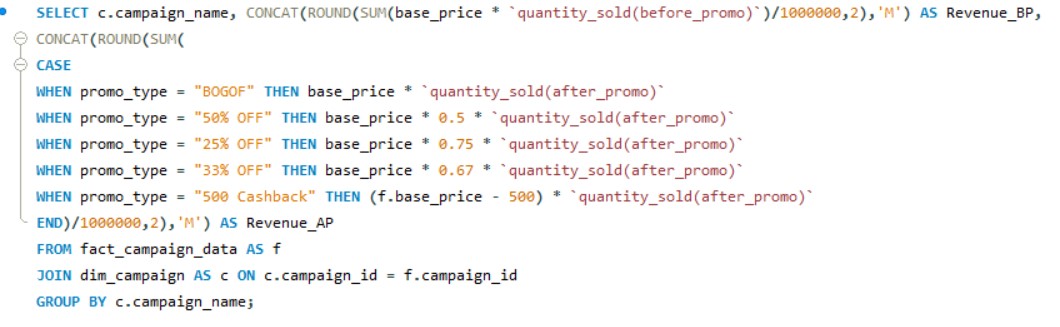 SELECT c.campaign_name, CONCAT(ROUND(SUM(base_price * `quantity_sold(before_promo)`)/1000000,2),'M') AS Revenue_BP,
CONCAT(ROUND(SUM(
CASE
WHEN promo_type = "BOGOF" THEN base_price * `quantity_sold(after_promo)`
WHEN promo_type = "50% OFF" THEN base_price * 0.5 * `quantity_sold(after_promo)`
WHEN promo_type = "25% OFF" THEN base_price * 0.75 * `quantity_sold(after_promo)`
WHEN promo_type = "33% OFF" THEN base_price * 0.67 * `quantity_sold(after_promo)`
WHEN promo_type = "500 Cashback" THEN (f.base_price - 500) * `quantity_sold(after_promo)`
END)/1000000,2),'M') AS Revenue_AP
FROM fact_campaign_data AS f
JOIN dim_campaign AS c ON c.campaign_id = f.campaign_id
GROUP BY c.campaign_name;